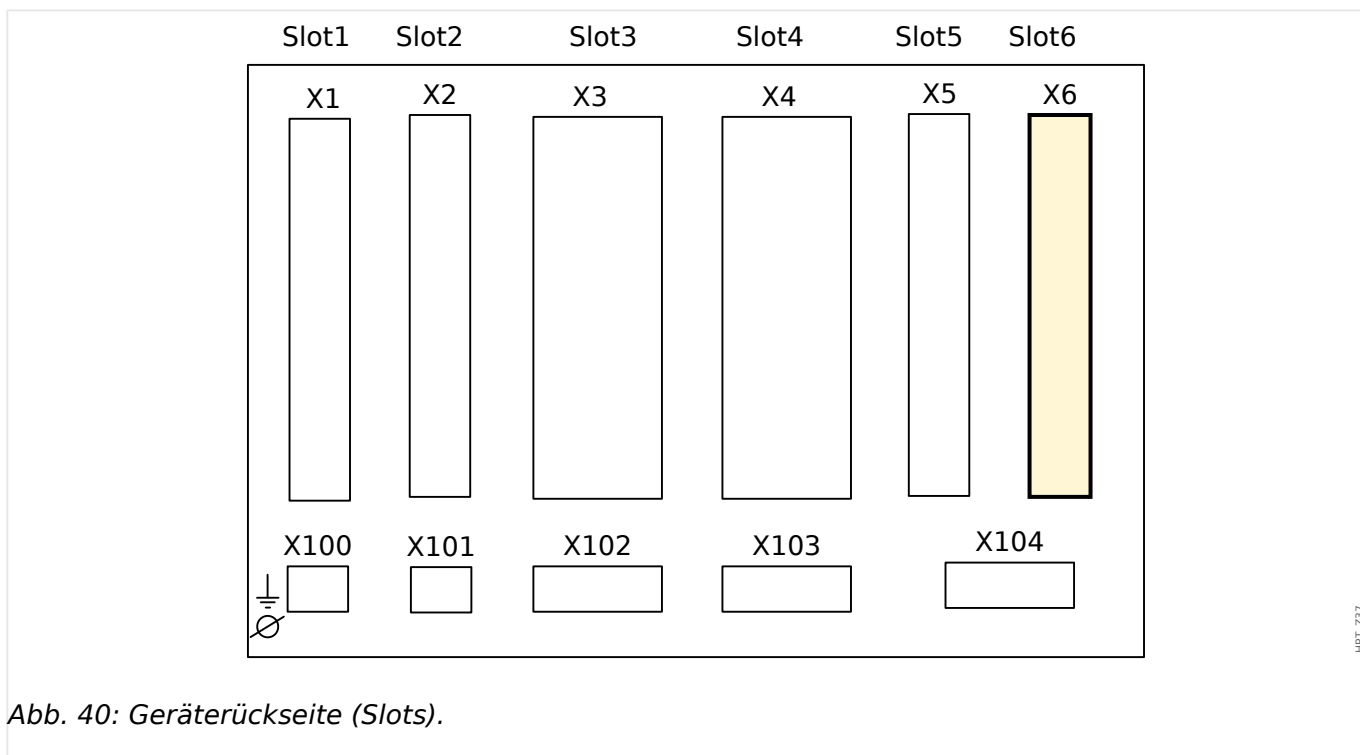 Slot1 Slot2 Slot3 Slot4 Slot5 Slot6
X1 X2 X3 X4 X5 X6
X100 X101 X102 X103 X104
Abb. 40: Geräterückseite (Slots).